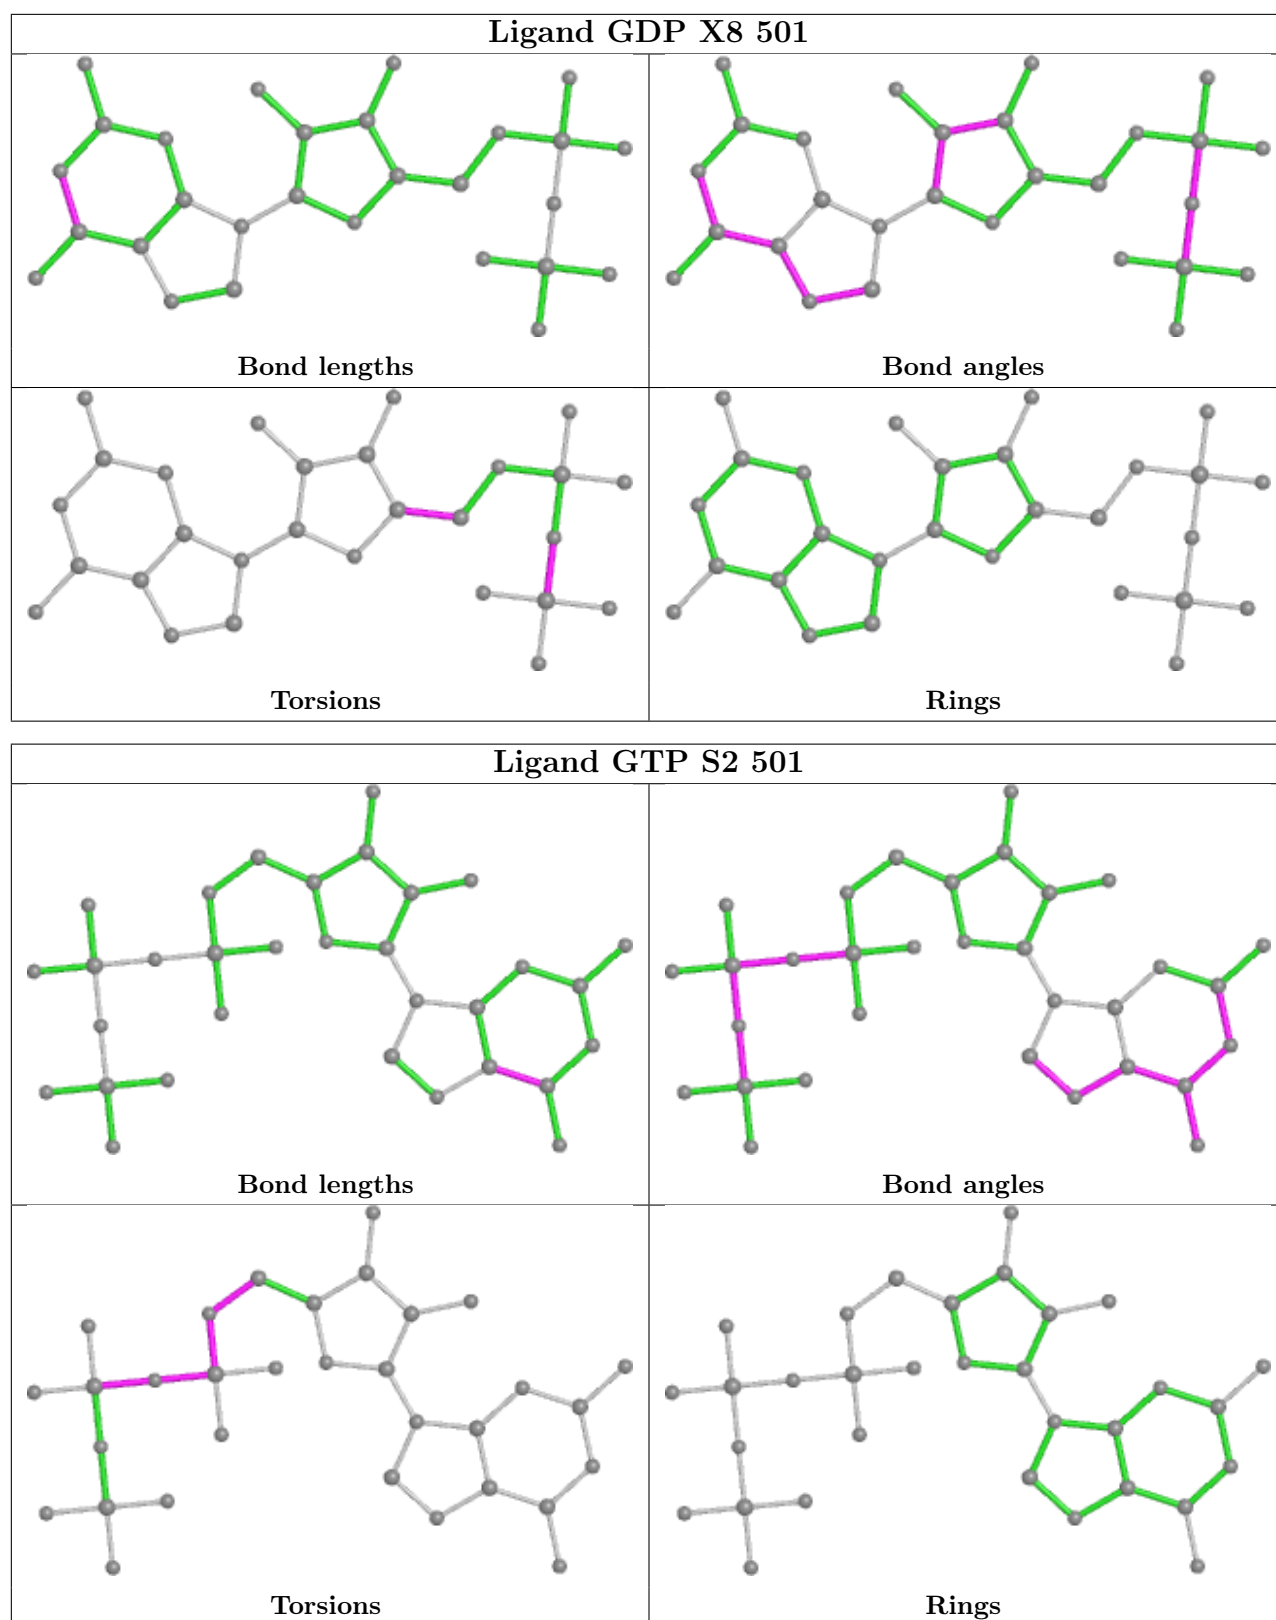 Ligand GDP X8 501
Bond lengths
Bond angles
Torsions
Rings
Ligand GTP S2 501
Bond lengths
Bond angles
Torsions
Rings